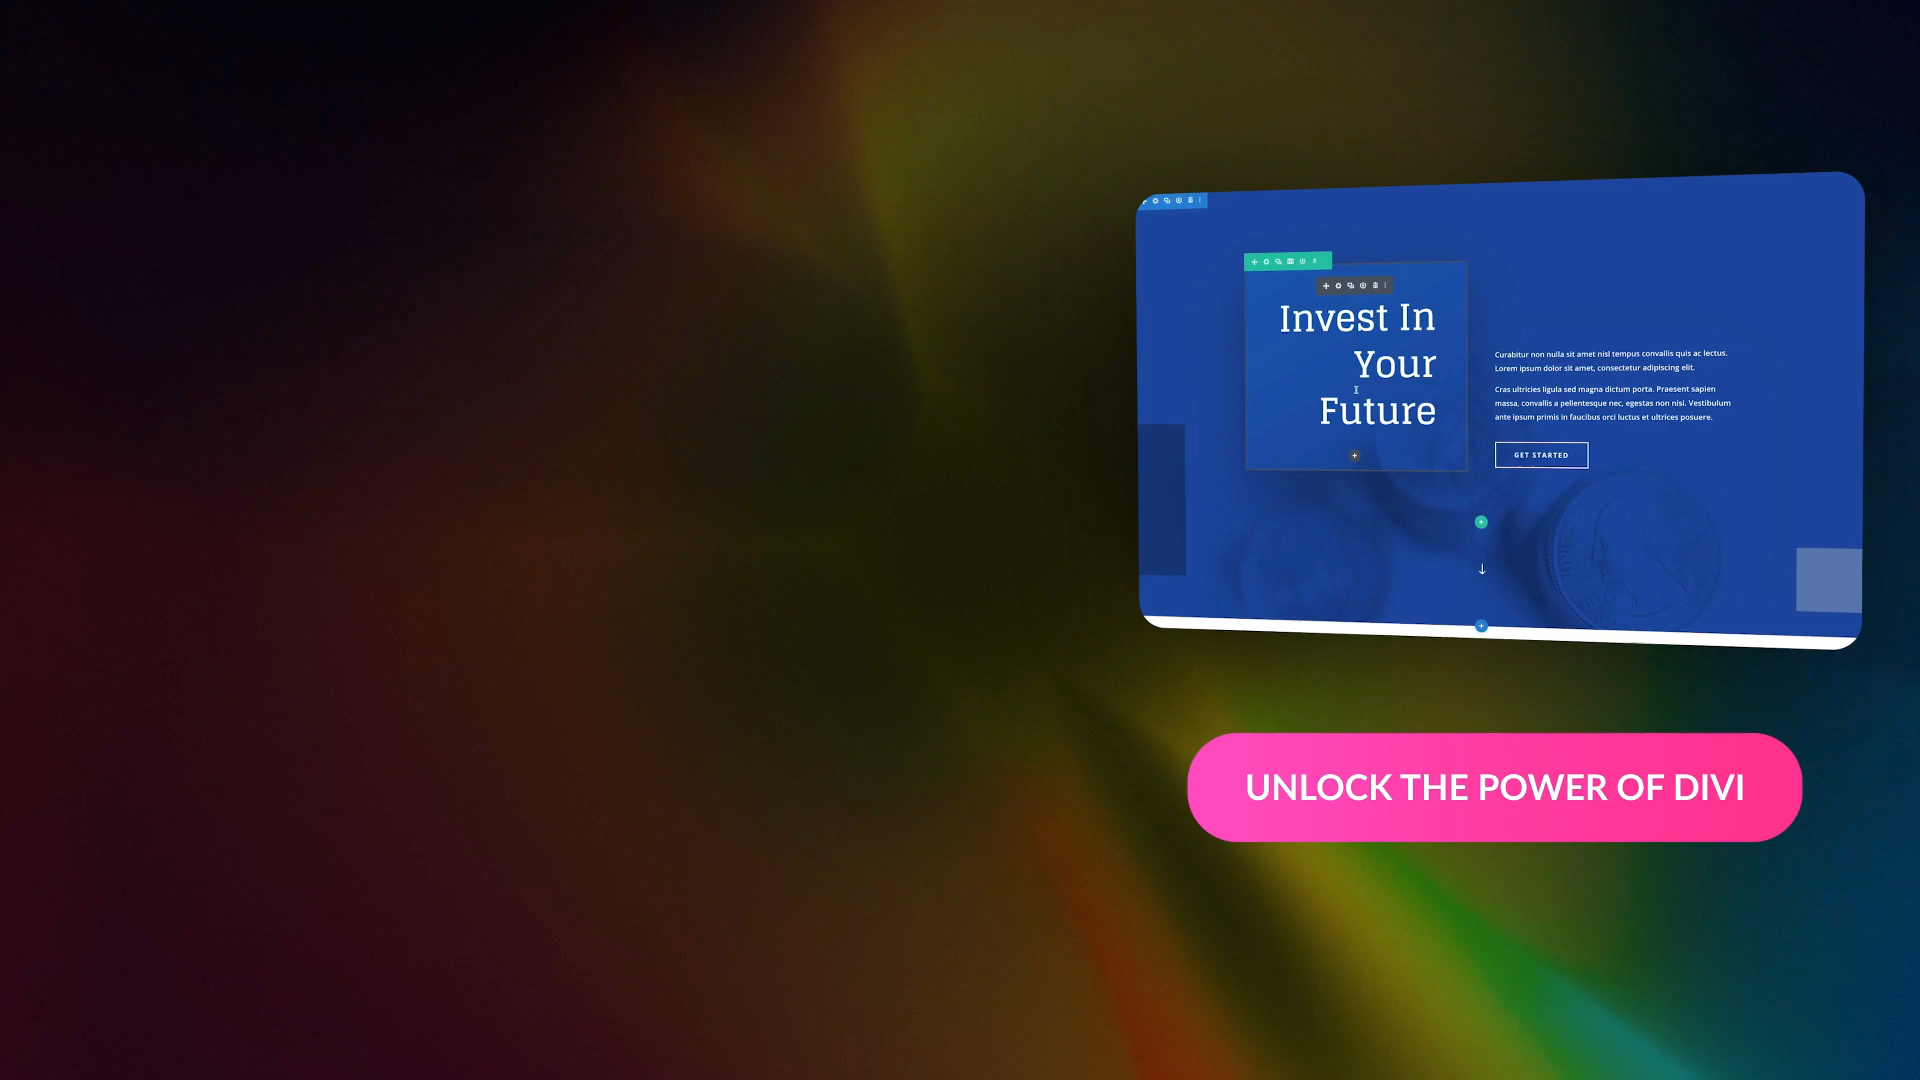 Invest In
Your
Future
Curabitur non nulla sit amet nisl tempus convallis quis ac lectus.
Lorem ipsum dolor sit amet, consectetur adipiscing elit.
Cras ultricies ligula sed magna dictum porta. Praesent sapien
massa, convallis a pellentesque nec, egestas non nisi. Vestibulum
ante ipsum primis in faucibus orci luctus et ultrices posuere.
GET STARTED
UNLOCK THE POWER OF DIVI